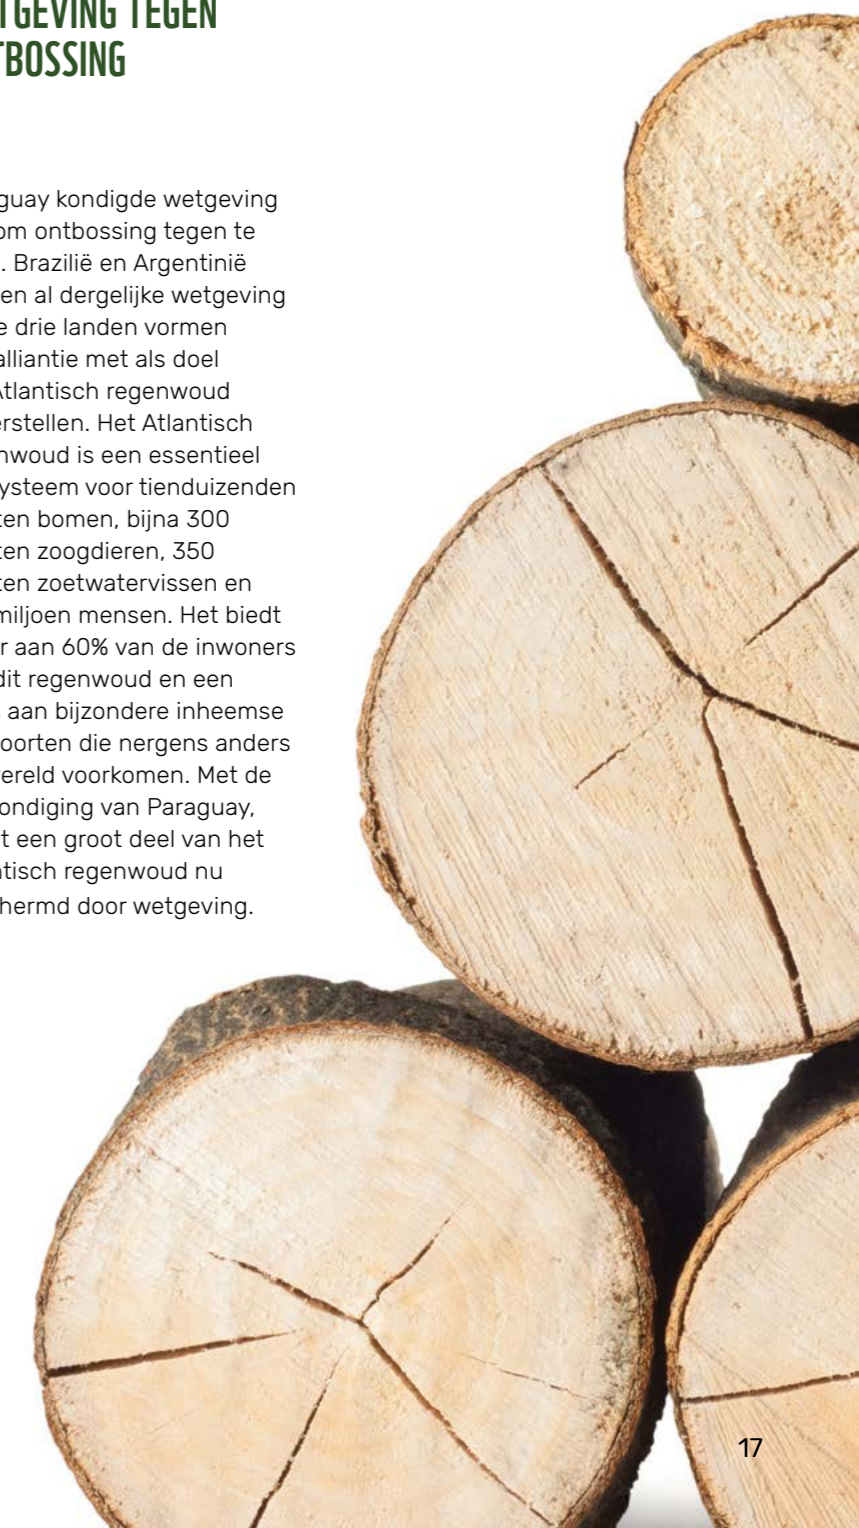 TGEVING TEGEN
TBOSSING
guay kondigde wetgeving
om ontbossing tegen te
. Brazilië en Argentinië
en al dergelijke wetgeving
e drie landen vormen
alliantie met als doel
Atlantisch regenwoud
erstellen. Het Atlantisch
nwoud is een essentieel
ysteem voor tienduizenden
ten bomen, bijna 300
ten zoogdieren, 350
ten zoetwatervissen en
miljoen mensen. Het biedt
r aan 60% van de inwoners
dit regenwoud en een
aan bijzondere inheemse
oorten die nergens anders
ereld voorkomen. Met de
ondiging van Paraguay,
t een groot deel van het
ntisch regenwoud nu
hermd door wetgeving.
17